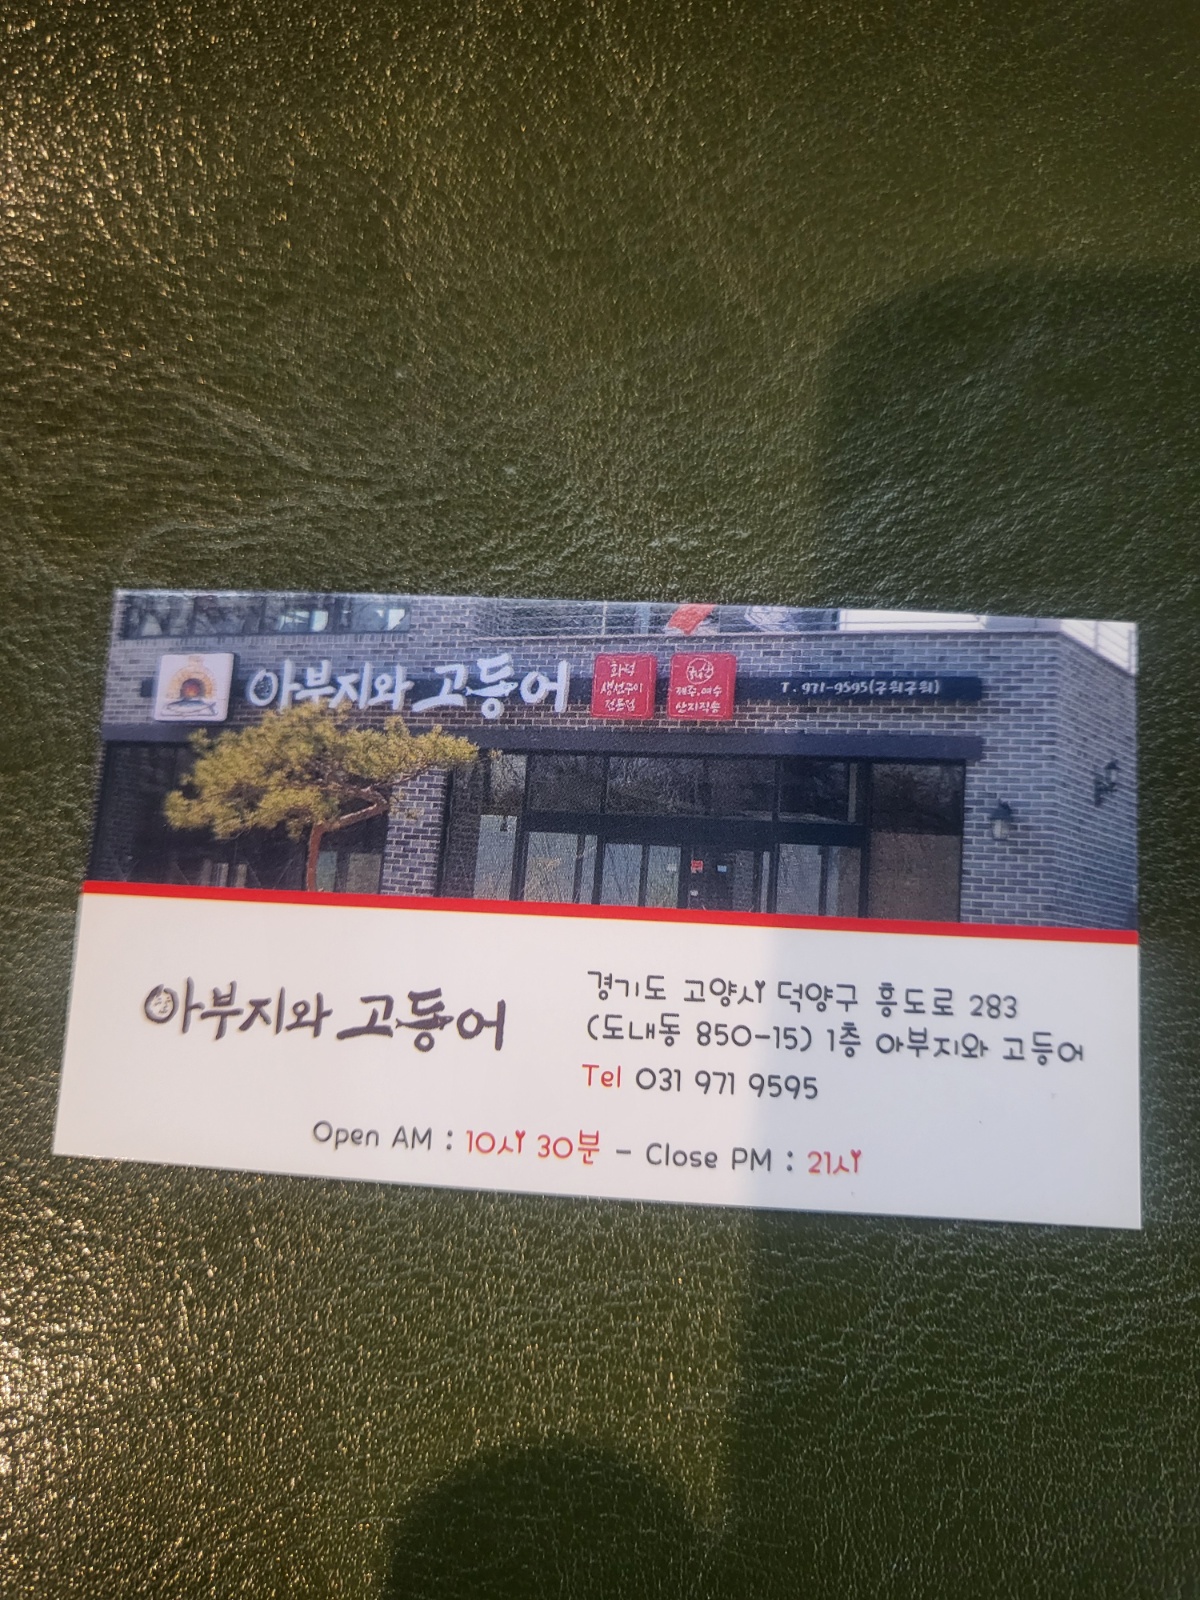 아부지와 고등어
화덕
생선구이
전문점
제주, 여수
산지직송
T. 971-9595(구워구워)
아부지와 고등어
경기도 고양시 덕양구 흥도로 283
(도내동 850-15) 1층 아부지와 고등어
Tel 031 971 9595
Open AM : 10시 30분 - Close PM : 21시